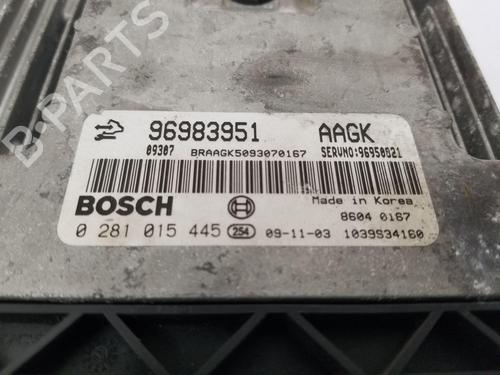 96983951 AAGK
09307 BRAAGK5093070167 SERVNO:96950821
BOSCH Made in Korea
8604 0167
0 281 015 445 254 09-11-03 1039S34160
B-PARTS